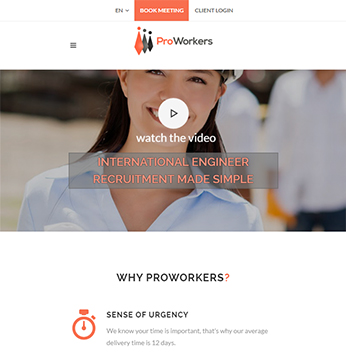 EN BOOK MEETING CLIENT LOGIN
ProWorkers
watch the video
INTERNATIONAL ENGINEER
RECRUITMENT MADE SIMPLE
WHY PROWORKERS?
SENSE OF URGENCY
We know your time is important, that's why our average
delivery time is 12 days.